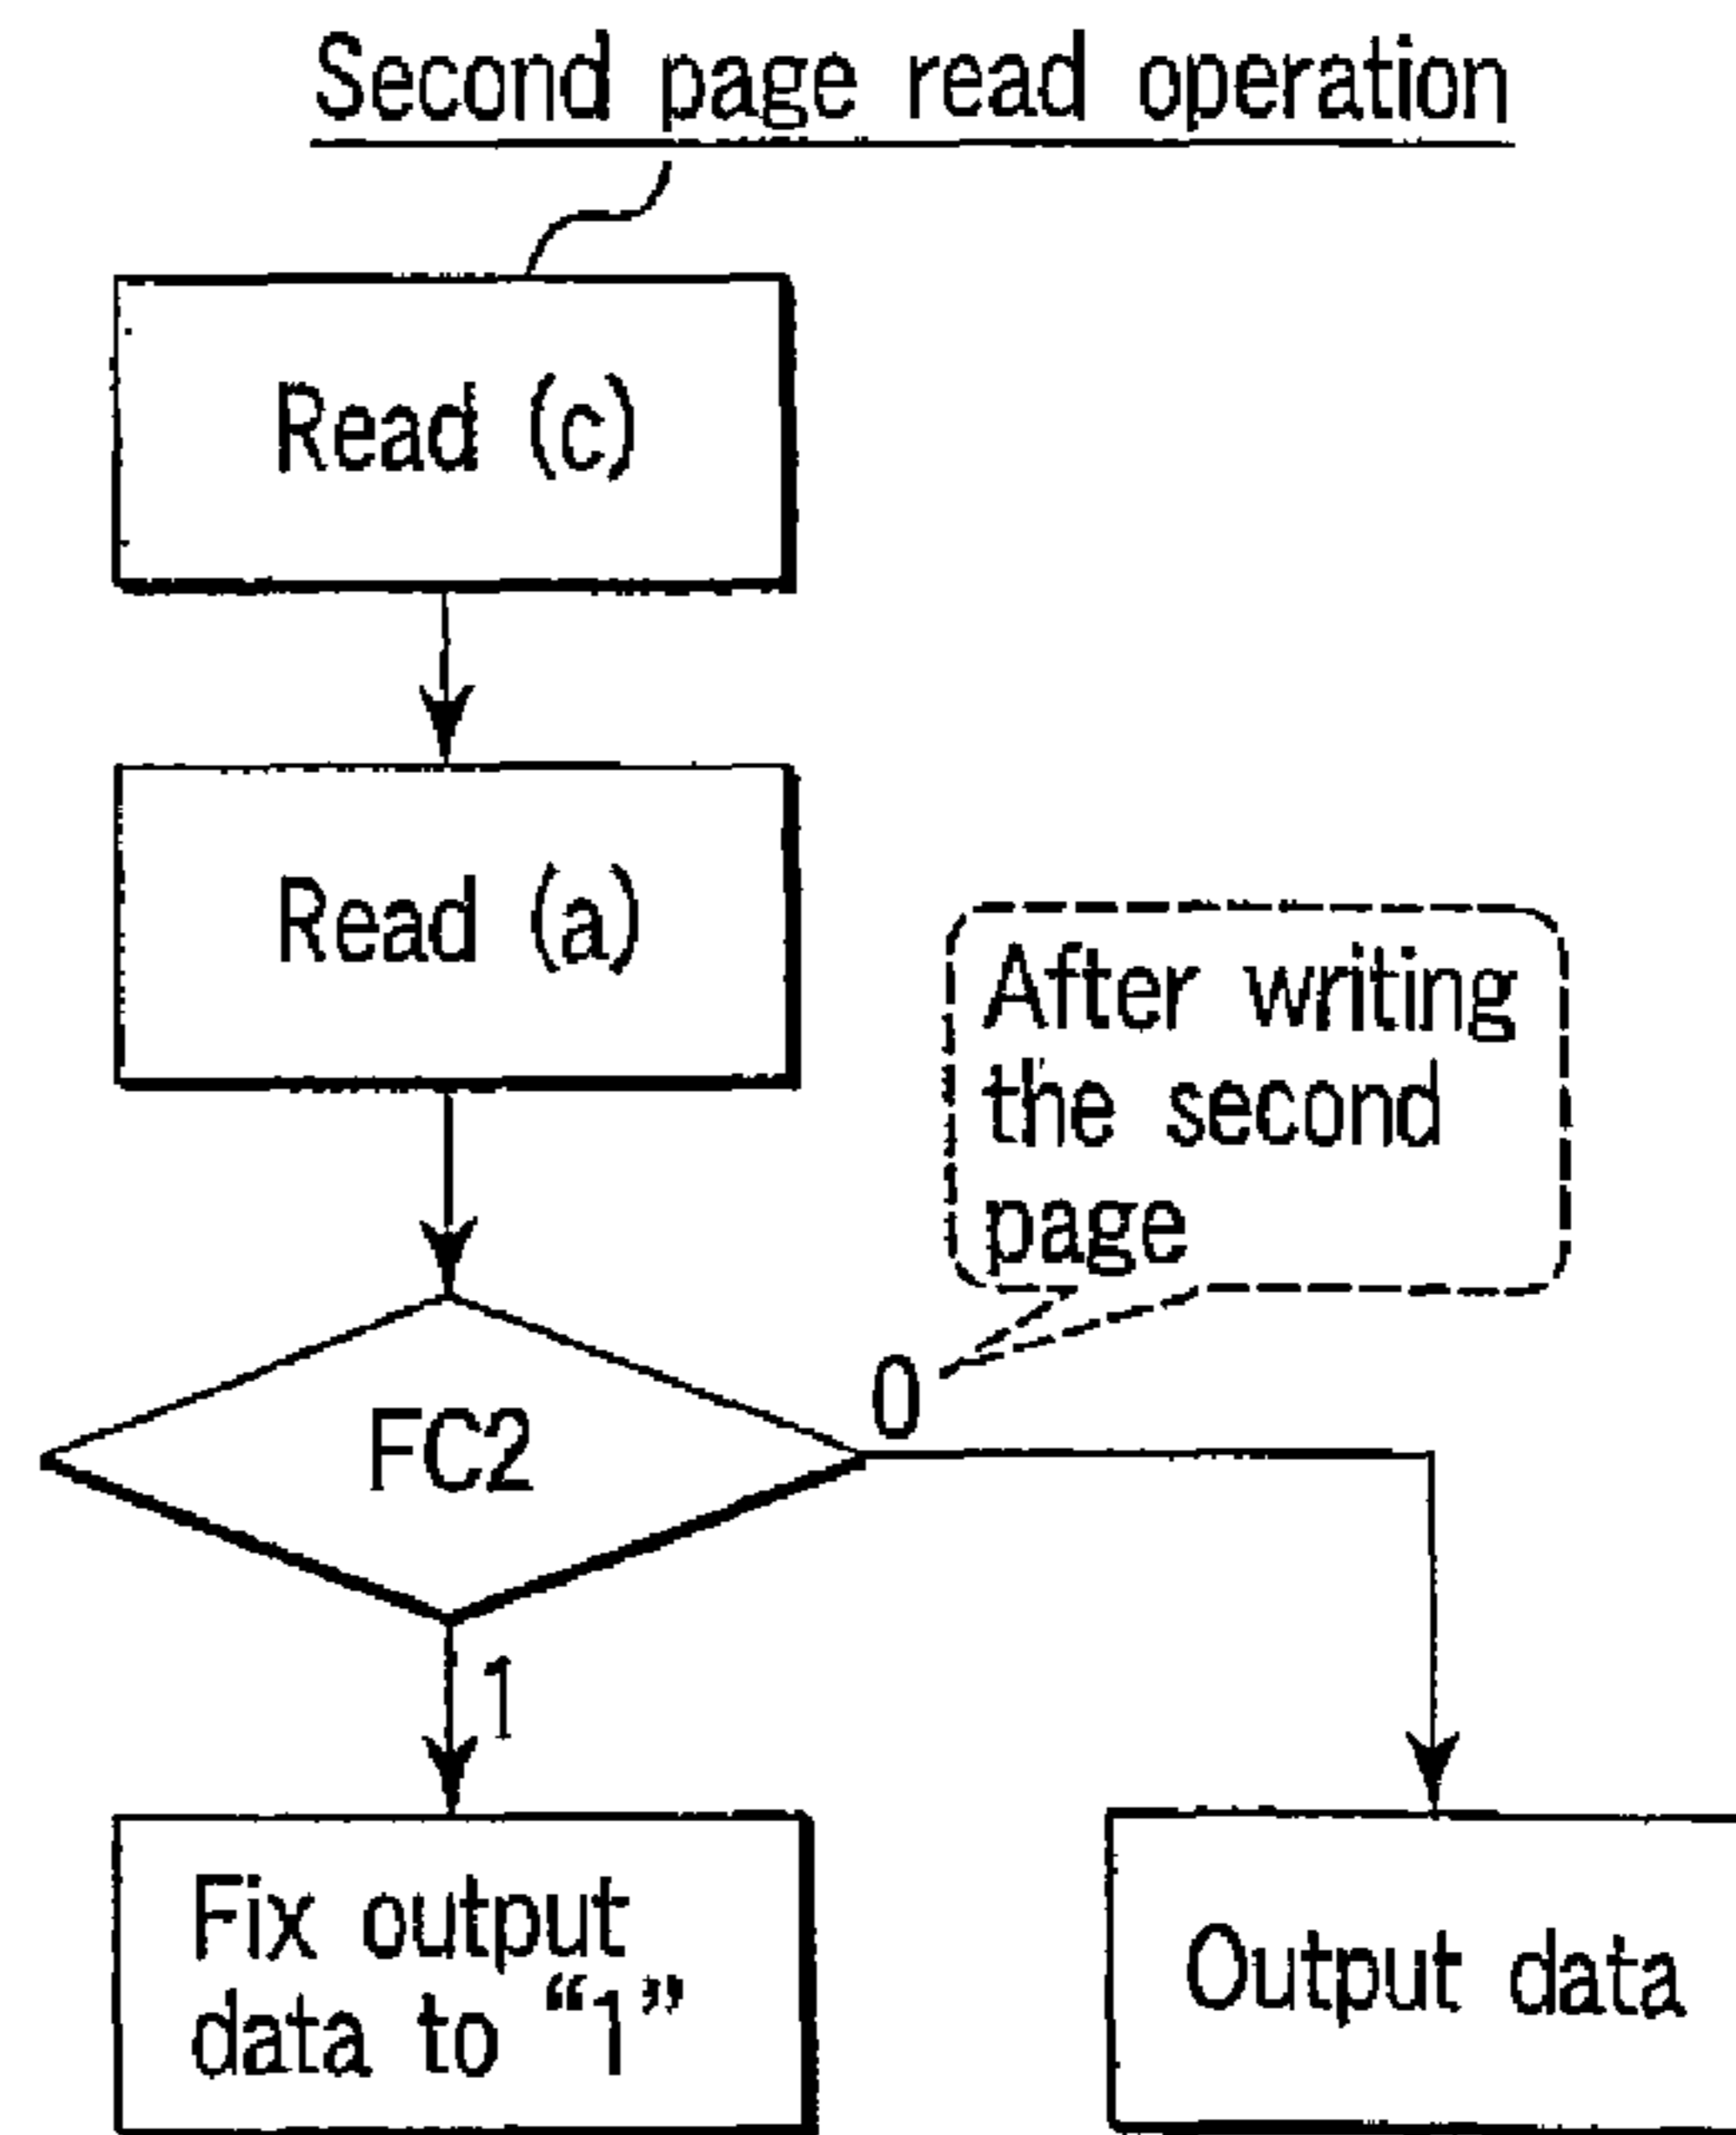 Second page read operation
Read (c)
Read (a)
After writing
the second
page
0
FC2
1
Fix output
data to “1”
Output data